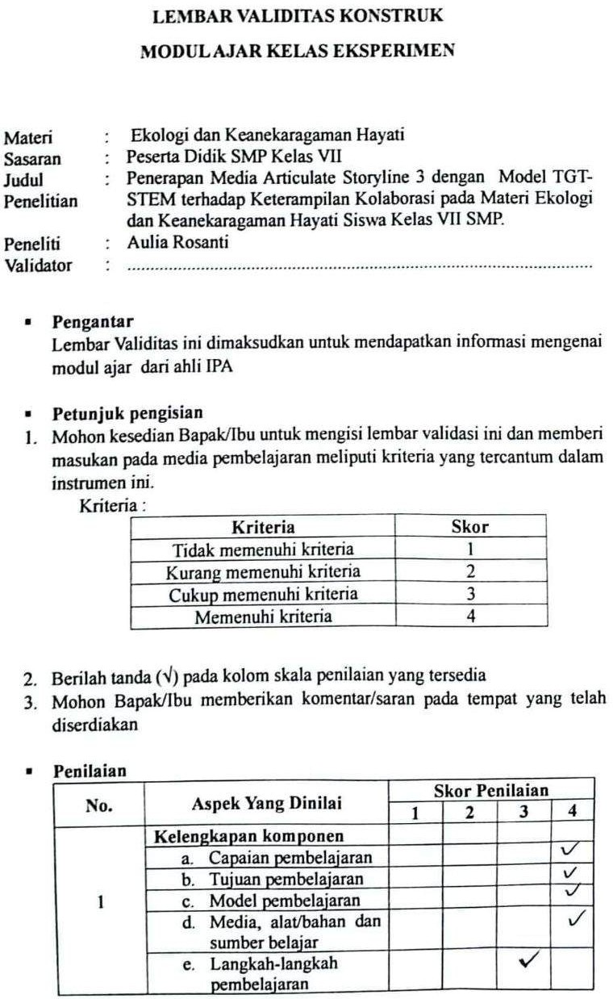 LEMBAR VALIDITAS KONSTRUK
MODUL AJAR KELAS EKSPERIMEN
Materi : Ekologi dan Keanekaragaman Hayati
Sasaran : Peserta Didik SMP Kelas VII
Judul : Penerapan Media Articulate Storyline 3 dengan Model TGT-
Penelitian STEM terhadap Keterampilan Kolaborasi pada Materi Ekologi
dan Keanekaragaman Hayati Siswa Kelas VII SMP.
Peneliti : Aulia Rosanti
Validator : ..........................................................................................
▪ Pengantar
Lembar Validitas ini dimaksudkan untuk mendapatkan informasi mengenai
modul ajar dari ahli IPA
▪ Petunjuk pengisian
1. Mohon kesedian Bapak/Ibu untuk mengisi lembar validasi ini dan memberi
masukan pada media pembelajaran meliputi kriteria yang tercantum dalam
instrumen ini.
Kriteria :
Kriteria Skor
Tidak memenuhi kriteria 1
Kurang memenuhi kriteria 2
Cukup memenuhi kriteria 3
Memenuhi kriteria 4
2. Berilah tanda (√) pada kolom skala penilaian yang tersedia
3. Mohon Bapak/Ibu memberikan komentar/saran pada tempat yang telah
diserdiakan
▪ Penilaian
No. Aspek Yang Dinilai Skor Penilaian
1 2 3 4
Kelengkapan komponen
a. Capaian pembelajaran ✓
b. Tujuan pembelajaran ✓
1 c. Model pembelajaran ✓
d. Media, alat/bahan dan ✓
sumber belajar
e. Langkah-langkah ✓
pembelajaran